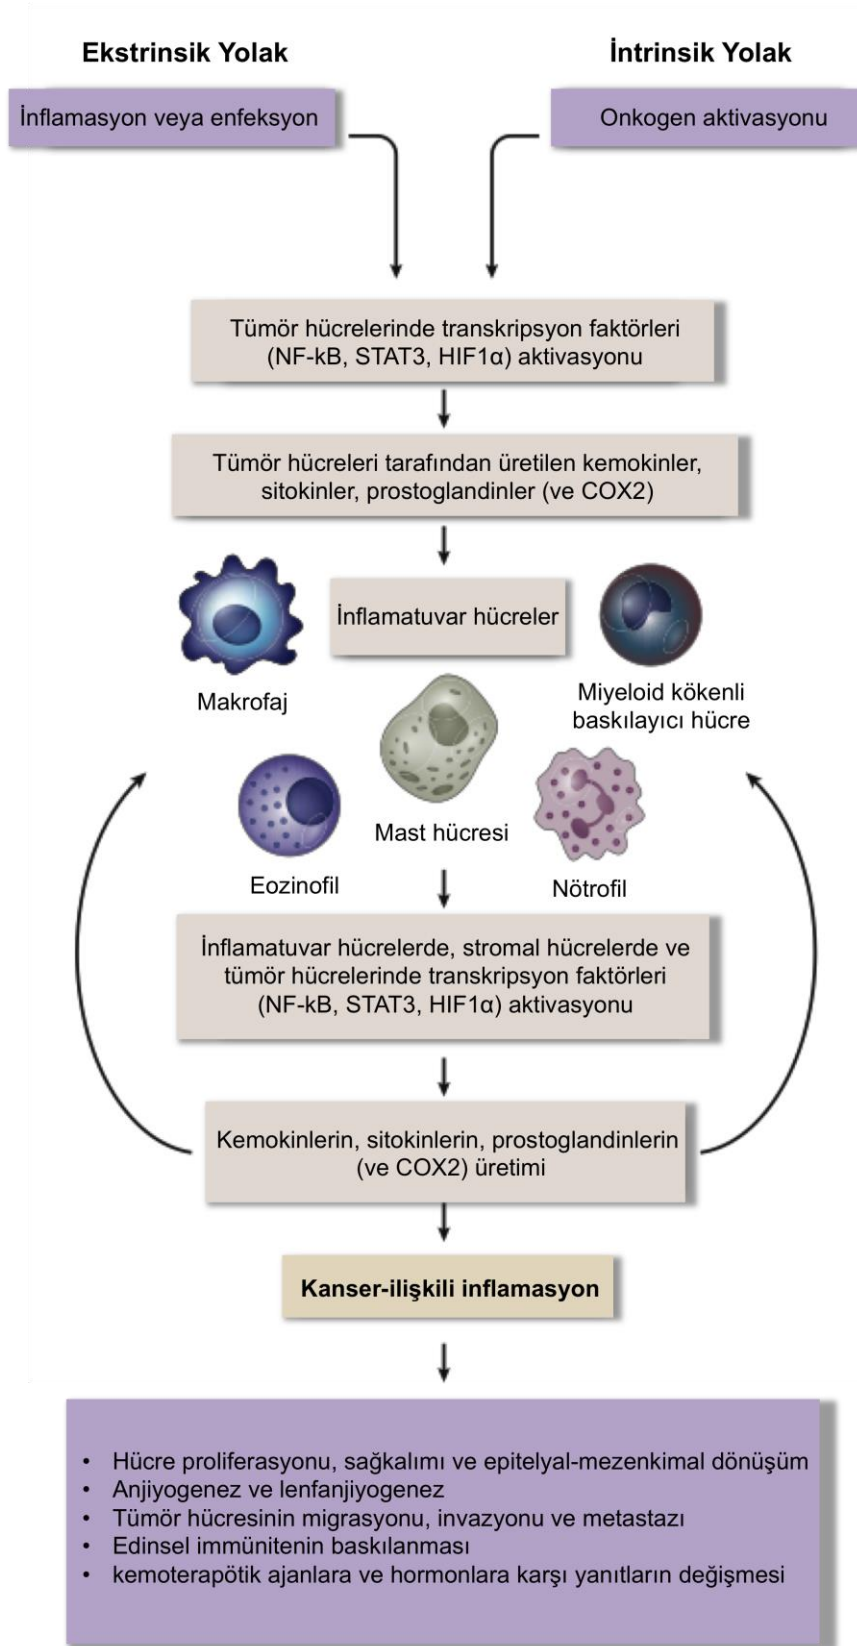 Ekstrinsik Yolak
İntrinsik Yolak
İnflamasyon veya enfeksyon
Onkogen aktivasyonu
Tümör hücrelerinde transkripsyon faktörleri
(NF-kB, STAT3, HIF1α) aktivasyonu
Tümör hücreleri tarafından üretilen kemokinler,
sitokinler, prostoglandinler (ve COX2)
İnflamatuvar hücreler
Makrofaj
Miyeloid kökenli
baskılayıcı hücre
Mast hücresi
Eozinofil
Nötrofil
İnflamatuvar hücrelerde, stromal hücrelerde ve
tümör hücrelerinde transkripsyon faktörleri
(NF-kB, STAT3, HIF1α) aktivasyonu
Kemokinlerin, sitokinlerin, prostoglandinlerin
(ve COX2) üretimi
Kanser-ilişkili inflamasyon
• Hücre proliferasyonu, sağkalımı ve epitelyal-mezenkimal dönüşüm
• Anjiyogenez ve lenfanjiyogenez
• Tümör hücresinin migrasyonu, invazyonu ve metastazı
• Edinsel immünitenin baskılanması
• kemoterapötik ajanlara ve hormonlara karşı yanıtların değişmesi